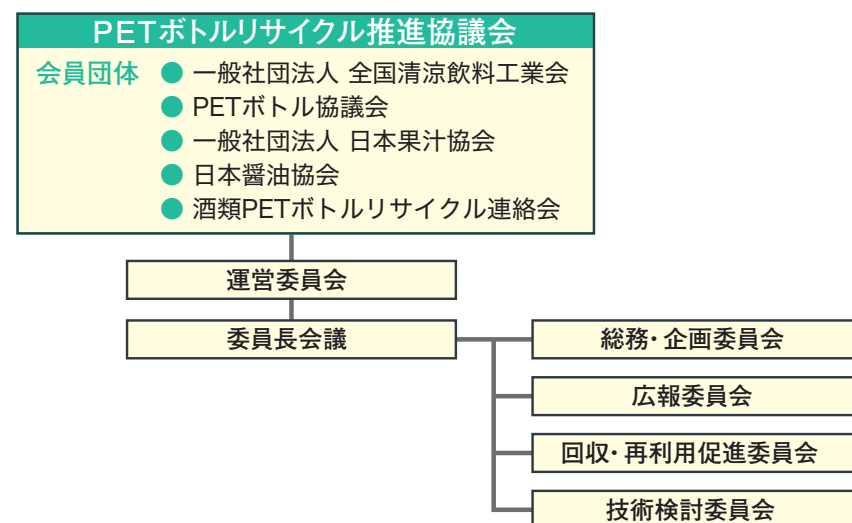 PETボトルリサイクル推進協議会
会員団体 ● 一般社団法人 全国清涼飲料工業会
● PETボトル協議会
● 一般社団法人 日本果汁協会
● 日本醤油協会
● 酒類PETボトルリサイクル連絡会
運営委員会
委員長会議
総務・企画委員会
広報委員会
回収・再利用促進委員会
技術検討委員会